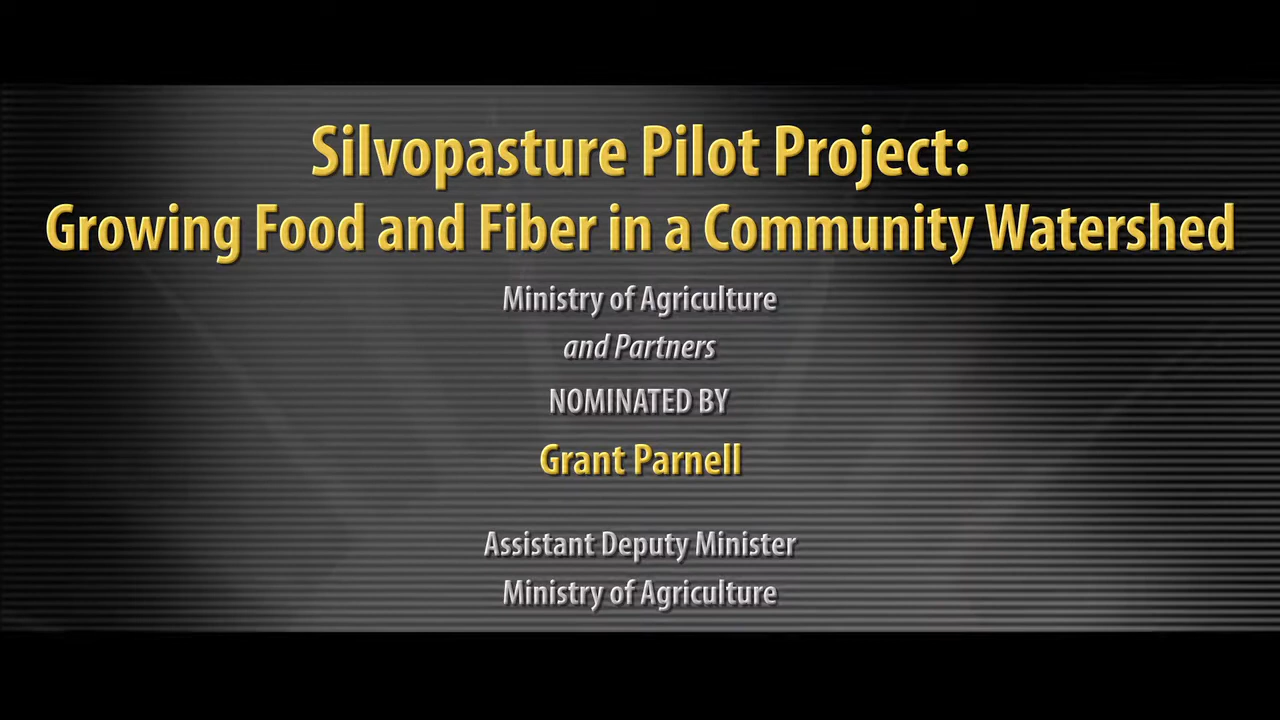 Silvopasture Pilot Project:
Growing Food and Fiber in a Community Watershed
Ministry of Agriculture
and Partners
NOMINATED BY
Grant Parnell
Assistant Deputy Minister
Ministry of Agriculture